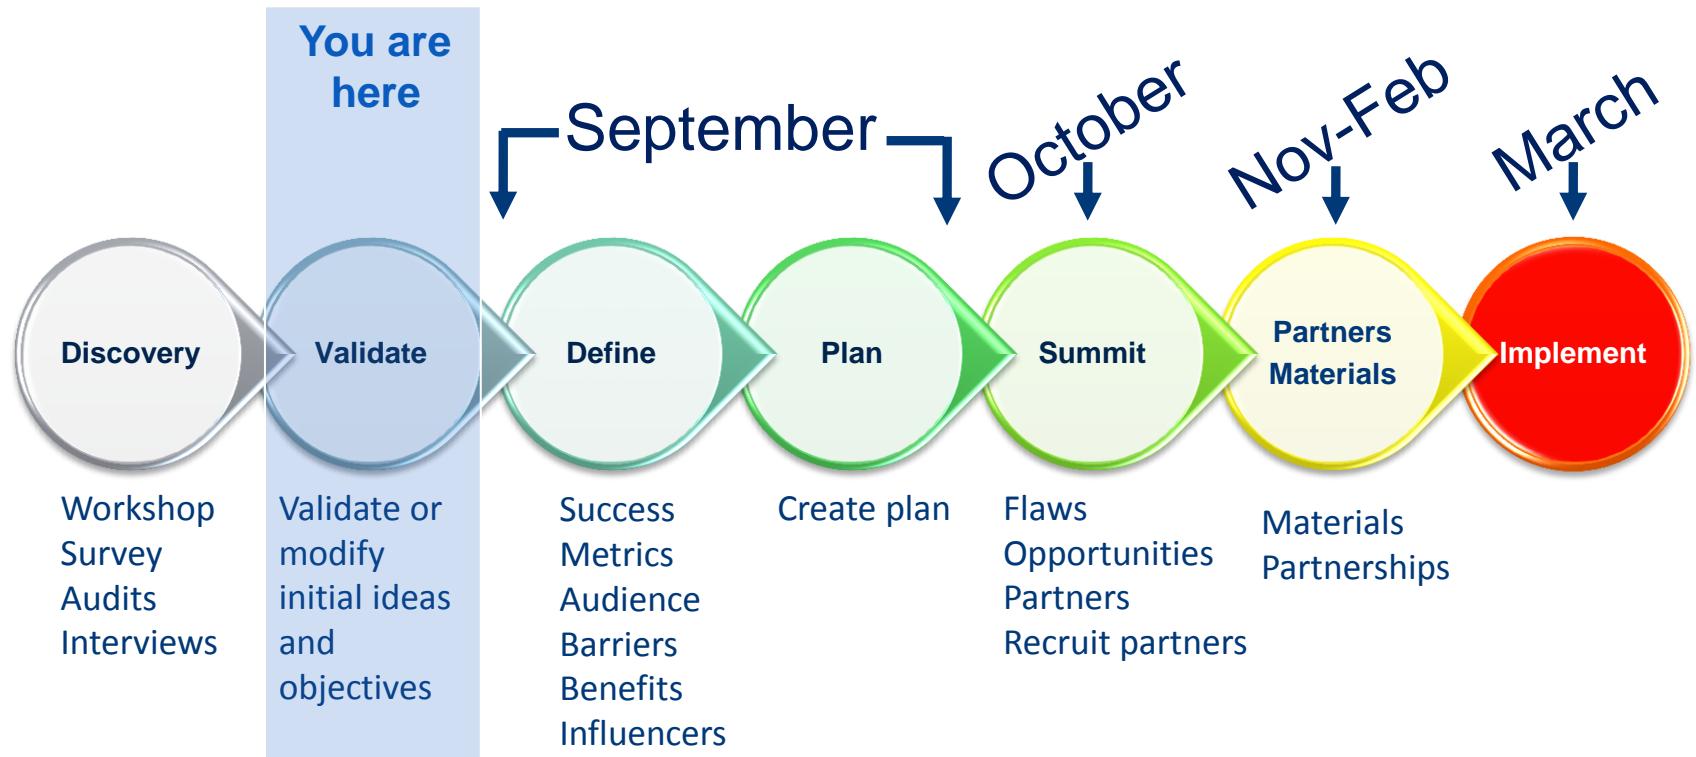 You are
here
September
October
Nov-Feb
March
Discovery
Validate
Define
Plan
Summit
Partners
Materials
Implement
Workshop
Survey
Audits
Interviews
Validate or
modify
initial ideas
and
objectives
Success
Metrics
Audience
Barriers
Benefits
Influencers
Create plan
Flaws
Opportunities
Partners
Recruit partners
Materials
Partnerships